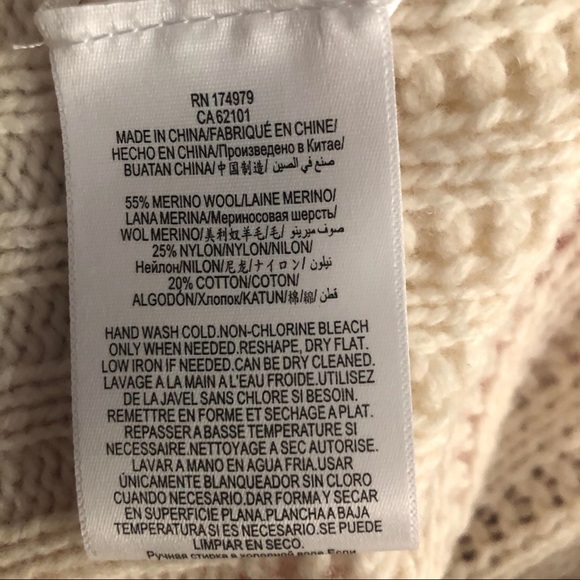 RN 174979
CA 62101
MADE IN CHINA/FABRIQUÉ EN CHINE/
HECHO EN CHINA/Произведено в Китае/
BUATAN CHINA/中国制造/ صنع في الصين/
55% MERINO WOOL/LAINE MERINO/
LANA MERINA/Мериносовая шерсть/
WOL MERINO/美利奴羊毛/毛/ صوف ميرينو
25% NYLON/NYLON/NILON/
Нейлон/NILON/尼龙/ナイロン/ نيلون
20% COTTON/COTON/
ALGODÓN/Хлопок/KATUN/棉/綿/ قطن
HAND WASH COLD.NON-CHLORINE BLEACH
ONLY WHEN NEEDED.RESHAPE, DRY FLAT.
LOW IRON IF NEEDED.CAN BE DRY CLEANED.
LAVAGE A LA MAIN A L'EAU FROIDE.UTILISEZ
DE LA JAVEL SANS CHLORE SI BESOIN.
REMETTRE EN FORME ET SECHAGE A PLAT.
REPASSER A BASSE TEMPERATURE SI
NECESSAIRE.NETTOYAGE A SEC AUTORISE.
LAVAR A MANO EN AGUA FRIA.USAR
ÚNICAMENTE BLANQUEADOR SIN CLORO
CUANDO NECESARIO.DAR FORMA Y SECAR
EN SUPERFICIE PLANA.PLANCHA A BAJA
TEMPERATURA SI ES NECESARIO.SE PUEDE
LIMPIAR EN SECO.
Ручная стирка в холодной воде.Если